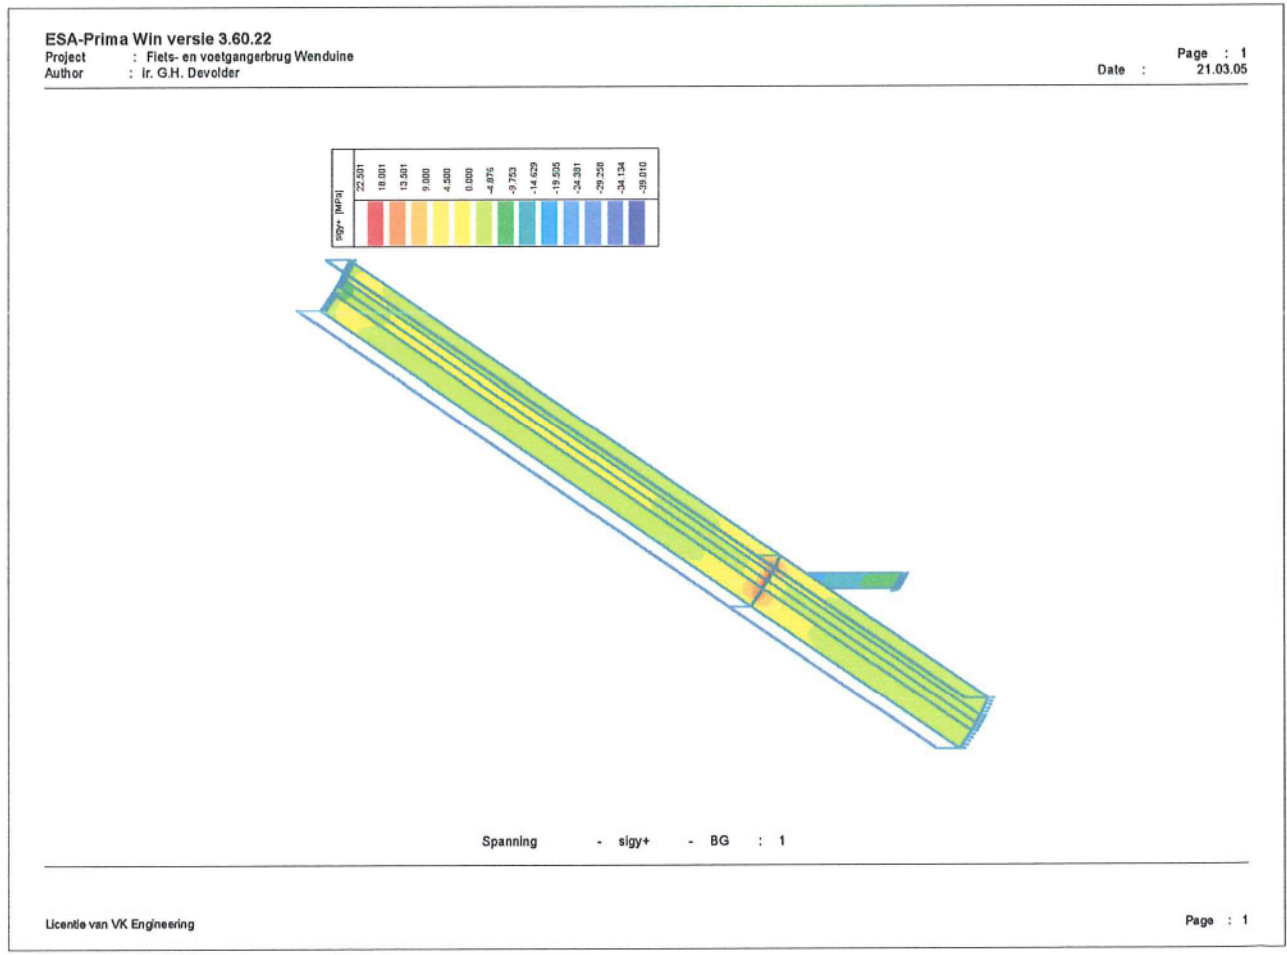 ESA-Prima Win versie 3.60.22
Project : Fiets- en voetgangerbrug Wenduine
Author : ir. G.H. Devolder
Page : 1
Date : 21.03.05
sigy+ [MPa]
22.501
18.001
13.501
9.000
4.500
0.000
-4.876
-9.753
-14.629
-19.505
-24.381
-29.258
-34.134
-39.010
Spanning - sigy+ - BG : 1
Licentie van VK Engineering
Page : 1